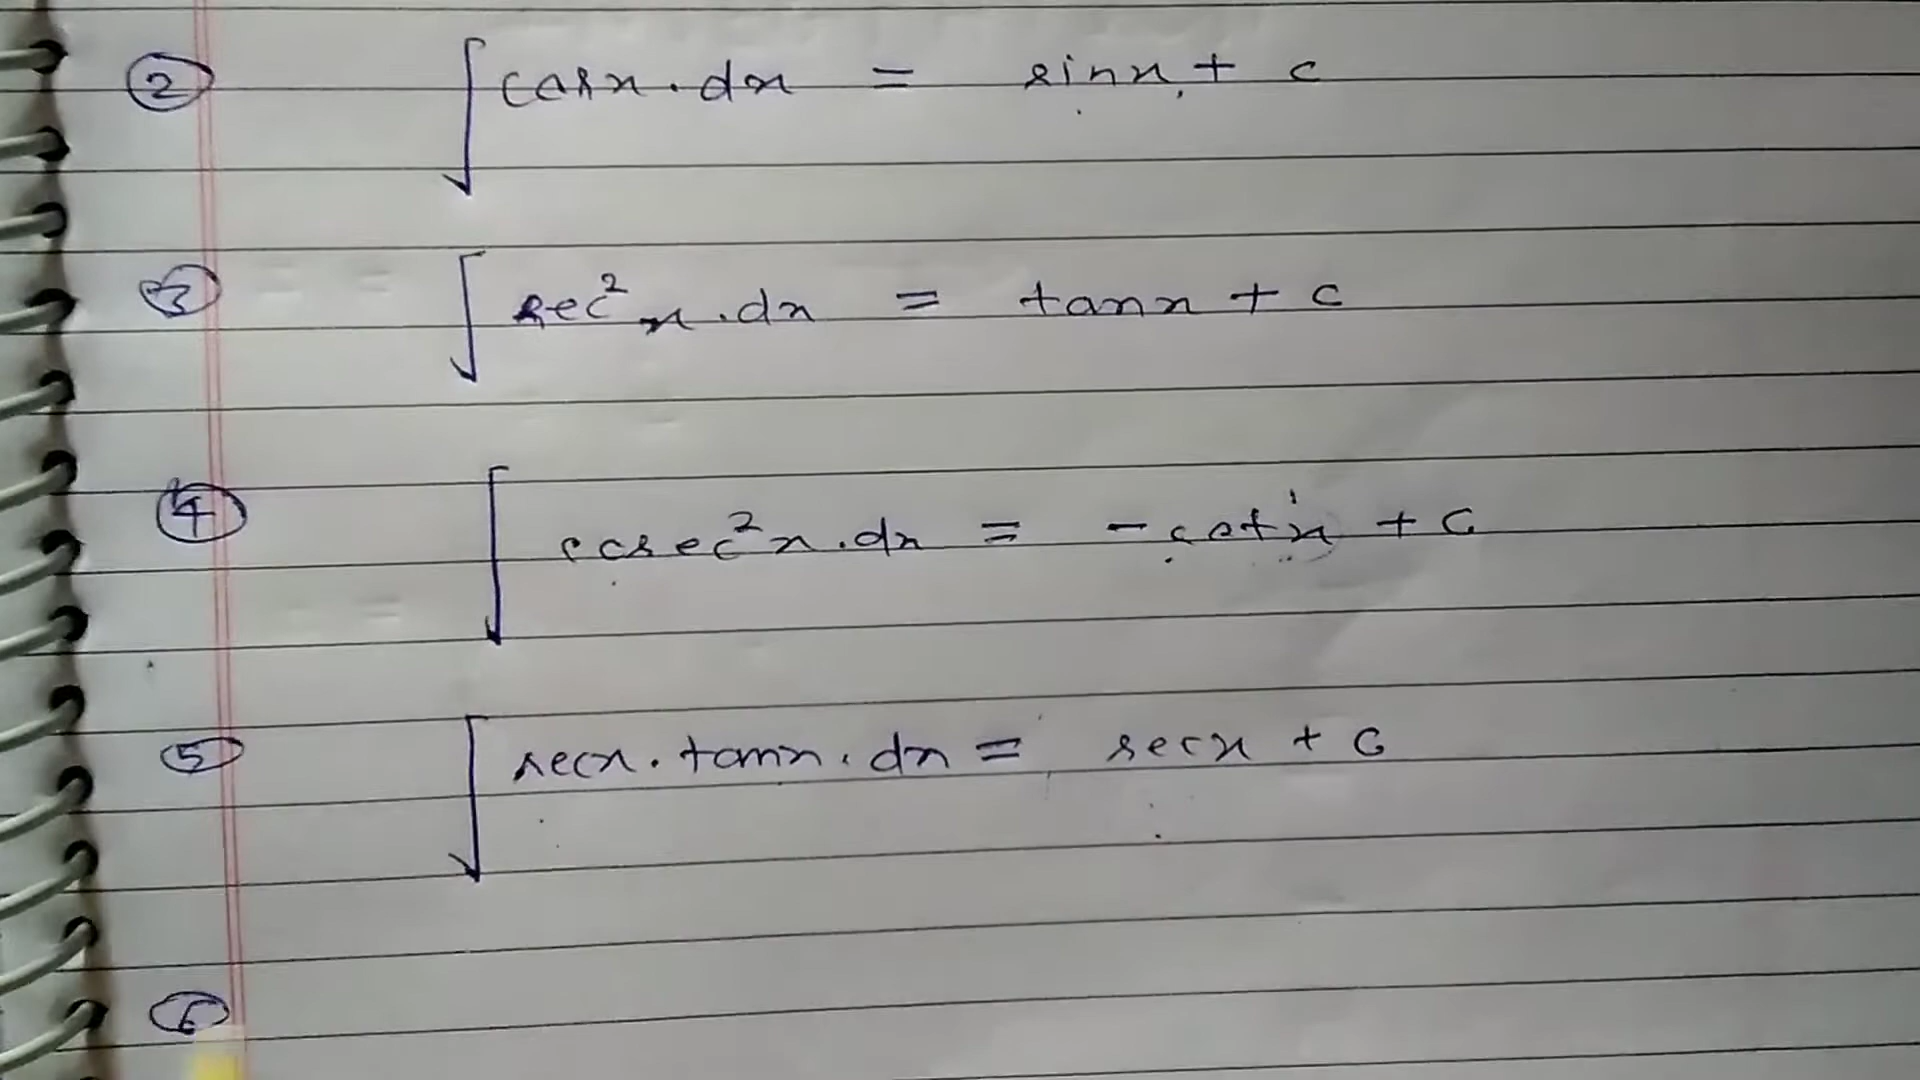 ② ∫ cosx . dx = sinx + c
③ ∫ sec²x . dx = tanx + c
④ ∫ cosec²x . dx = -cotx + c
⑤ ∫ secx . tanx . dx = secx + c
⑥